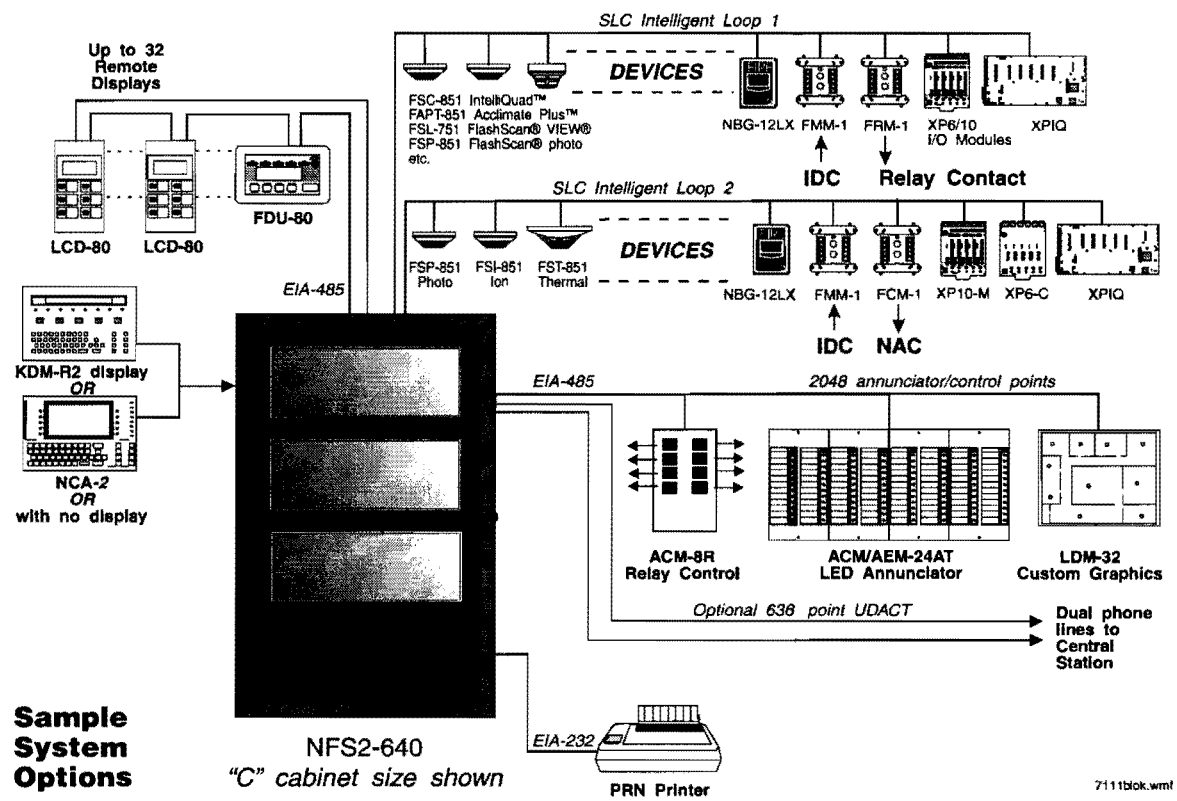 SLC Intelligent Loop 1
Up to 32
Remote
Displays
DEVICES
FSC-851 IntelliQuad™
FAPT-851 Acclimate Plus™
FSL-751 FlashScan® VIEW®
FSP-851 FlashScan® photo
etc.
NBG-12LX FMM-1 FRM-1 XP6/10 XPIQ
I/O Modules
IDC Relay Contact
LCD-80 LCD-80 FDU-80
SLC Intelligent Loop 2
DEVICES
FSP-851 FSI-851 FST-851
Photo Ion Thermal
NBG-12LX FMM-1 FCM-1 XP10-M XP6-C XPIQ
IDC NAC
EIA-485
KDM-R2 display
OR
NCA-2
OR
with no display
EIA-485 2048 annunciator/control points
ACM-8R
Relay Control
ACM/AEM-24AT
LED Annunciator
LDM-32
Custom Graphics
Optional 636 point UDACT
Dual phone
lines to
Central
Station
Sample
System
Options
NFS2-640
"C" cabinet size shown
EIA-232
PRN Printer
7111blok.wmf